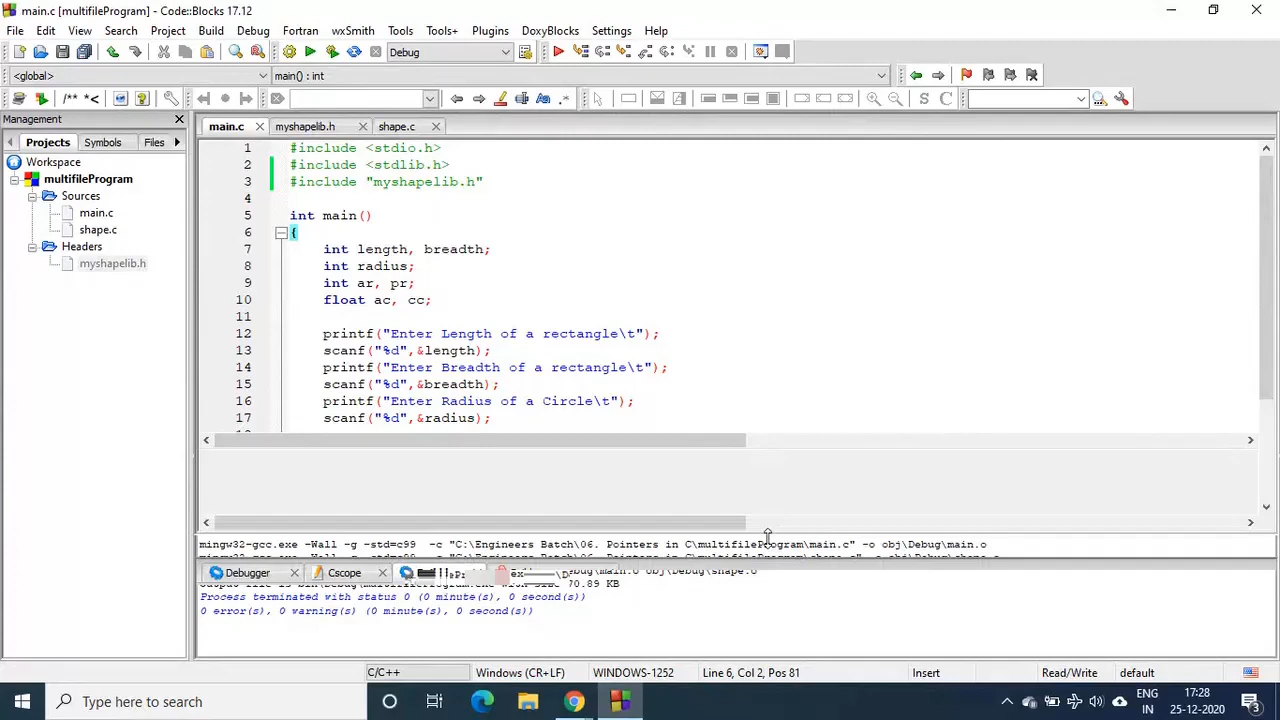 main.c [multifileProgram] - Code::Blocks 17.12
File Edit View Search Project Build Debug Fortran wxSmith Tools Tools+ Plugins DoxyBlocks Settings Help
Debug
<global> main() : int
/** *< .* S C
Management
Projects Symbols Files
main.c myshapelib.h shape.c
Workspace
multifileProgram
Sources
main.c
shape.c
Headers
myshapelib.h
1 #include <stdio.h>
2 #include <stdlib.h>
3 #include "myshapelib.h"
4
5 int main()
6 {
7 int length, breadth;
8 int radius;
9 int ar, pr;
10 float ac, cc;
11
12 printf("Enter Length of a rectangle\t");
13 scanf("%d",&length);
14 printf("Enter Breadth of a rectangle\t");
15 scanf("%d",&breadth);
16 printf("Enter Radius of a Circle\t");
17 scanf("%d",&radius);
mingw32-gcc.exe -Wall -g -std=c99 -c "C:\Engineers Batch\06. Pointers in C\multifileProgram\main.c" -o obj\Debug\main.o
Debugger Cscope
70.89 KB
Process terminated with status 0 (0 minute(s), 0 second(s))
0 error(s), 0 warning(s) (0 minute(s), 0 second(s))
C/C++ Windows (CR+LF) WINDOWS-1252 Line 6, Col 2, Pos 81 Insert Read/Write default
Type here to search
ENG
IN
17:28
25-12-2020
3